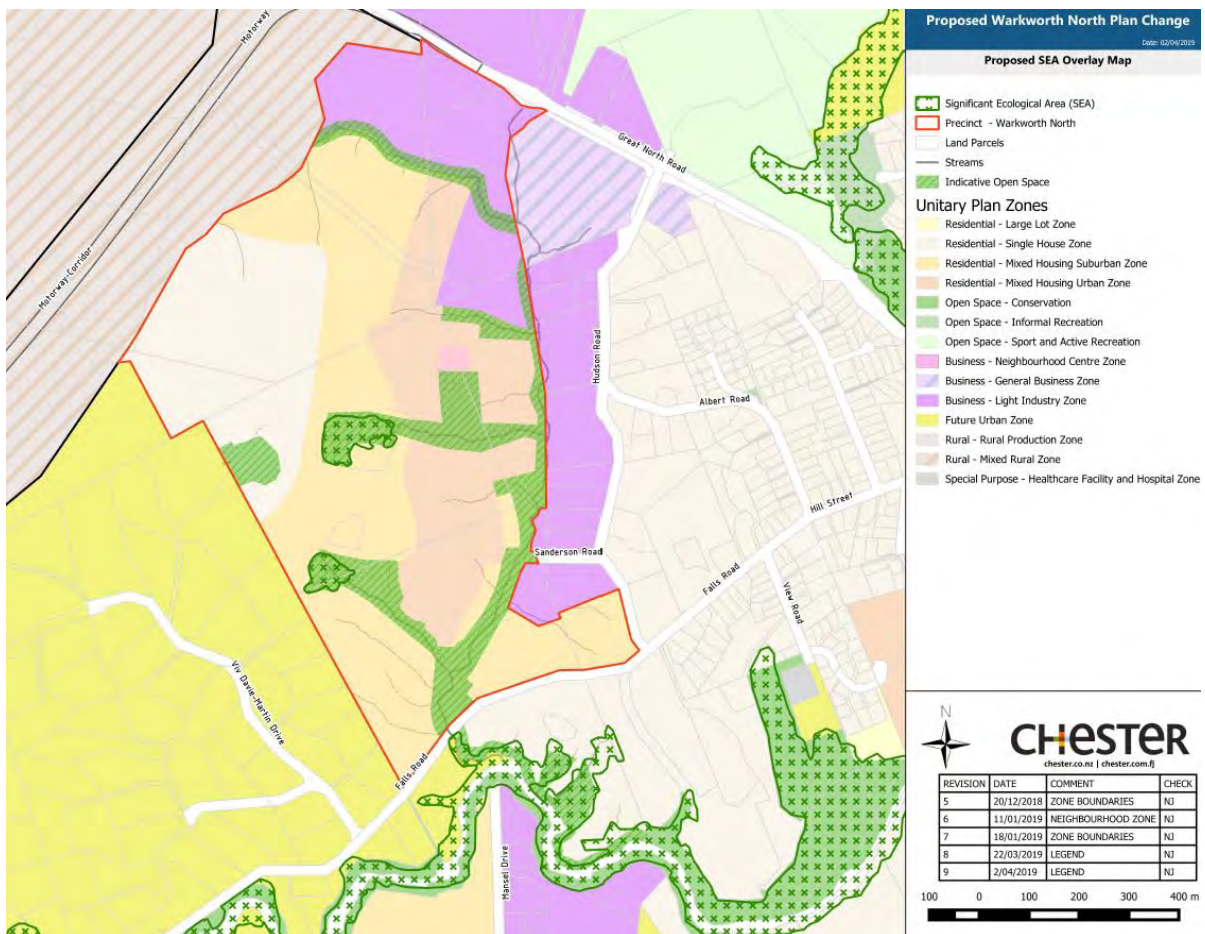 Proposed Warkworth North Plan Change
Date: 02/04/2019
Proposed SEA Overlay Map
Significant Ecological Area (SEA)
Precinct - Warkworth North
Land Parcels
Streams
Indicative Open Space
Unitary Plan Zones
Residential - Large Lot Zone
Residential - Single House Zone
Residential - Mixed Housing Suburban Zone
Residential - Mixed Housing Urban Zone
Open Space - Conservation
Open Space - Informal Recreation
Open Space - Sport and Active Recreation
Business - Neighbourhood Centre Zone
Business - General Business Zone
Business - Light Industry Zone
Future Urban Zone
Rural - Rural Production Zone
Rural - Mixed Rural Zone
Special Purpose - Healthcare Facility and Hospital Zone
Motorway
Great North Road
Motorway-Corridor
Hudson Road
Albert Road
Hill Street
Sanderson Road
Falls Road
View Road
Viv Davie-Martin Drive
Falls Road
Mansel Drive
N
CHESTER
chester.co.nz | chester.com.fj
REVISION DATE COMMENT CHECK
5 20/12/2018 ZONE BOUNDARIES NJ
6 11/01/2019 NEIGHBOURHOOD ZONE NJ
7 18/01/2019 ZONE BOUNDARIES NJ
8 22/03/2019 LEGEND NJ
9 2/04/2019 LEGEND NJ
100 0 100 200 300 400 m